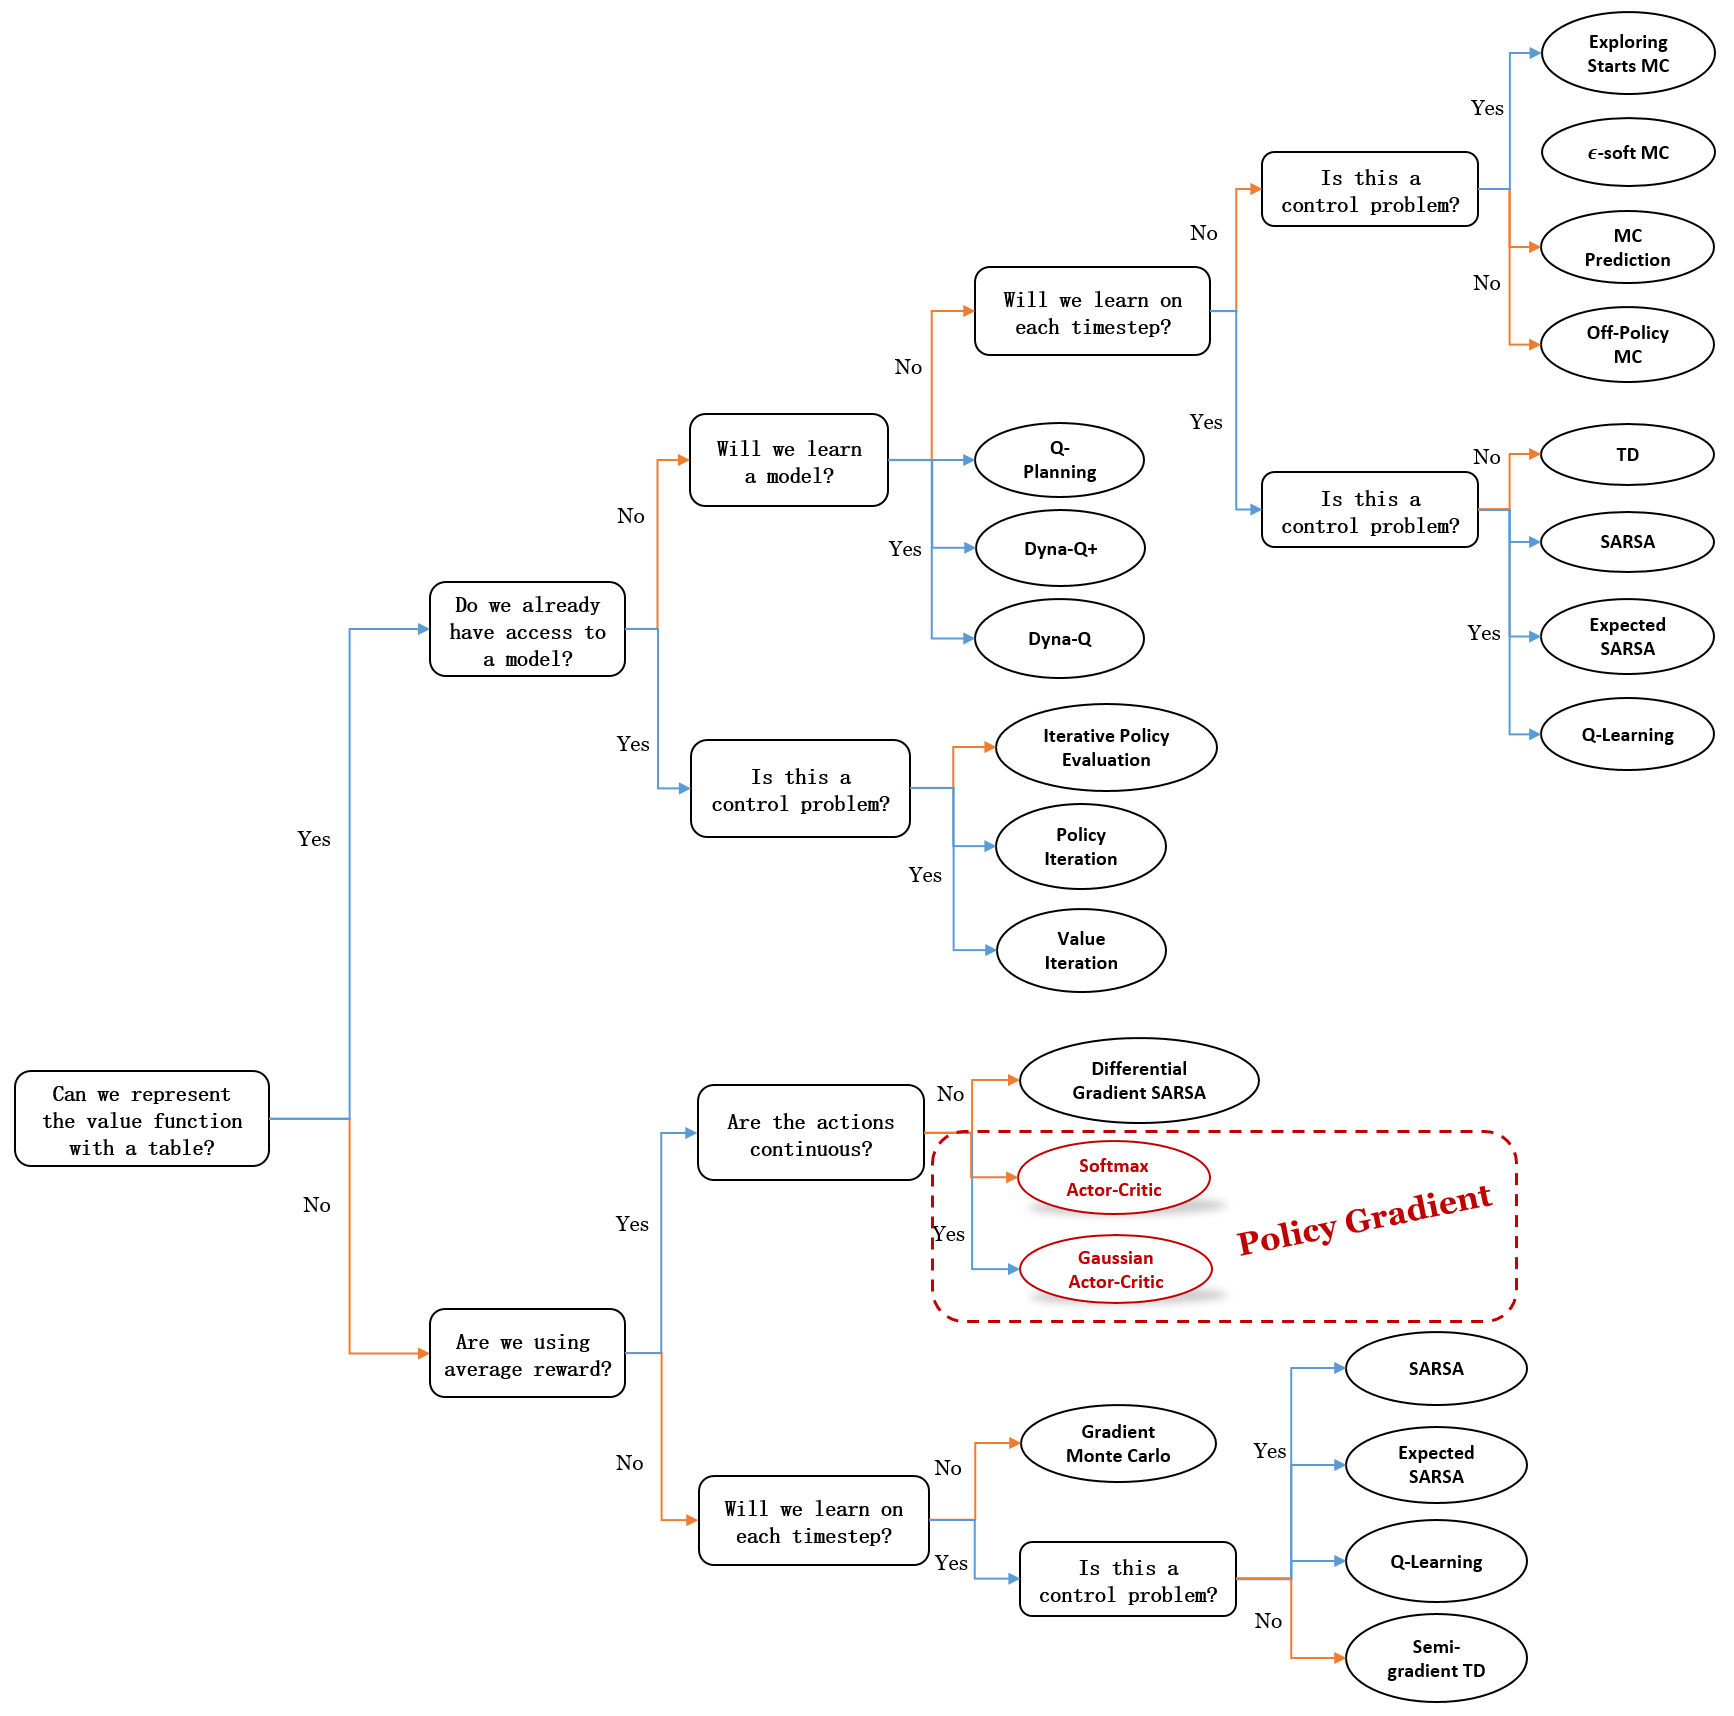 Exploring
Starts MC
Yes
ϵ-soft MC
Is this a
control problem?
No
MC
Prediction
No
Will we learn on
each timestep?
Off-Policy
MC
No
Yes
Will we learn
a model?
Q-
Planning
No
TD
Is this a
control problem?
No
Yes
Dyna-Q+
SARSA
Do we already
have access to
a model?
Dyna-Q
Yes
Expected
SARSA
Yes
Iterative Policy
Evaluation
Q-Learning
Is this a
control problem?
Yes
Policy
Iteration
Yes
Value
Iteration
Can we represent
the value function
with a table?
Are the actions
continuous?
No
Differential
Gradient SARSA
Softmax
Actor-Critic
No
Yes
Yes
Policy Gradient
Gaussian
Actor-Critic
Are we using
average reward?
SARSA
No
Gradient
Monte Carlo
No
Yes
Expected
SARSA
Will we learn on
each timestep?
Yes
Is this a
control problem?
Q-Learning
No
Semi-
gradient TD